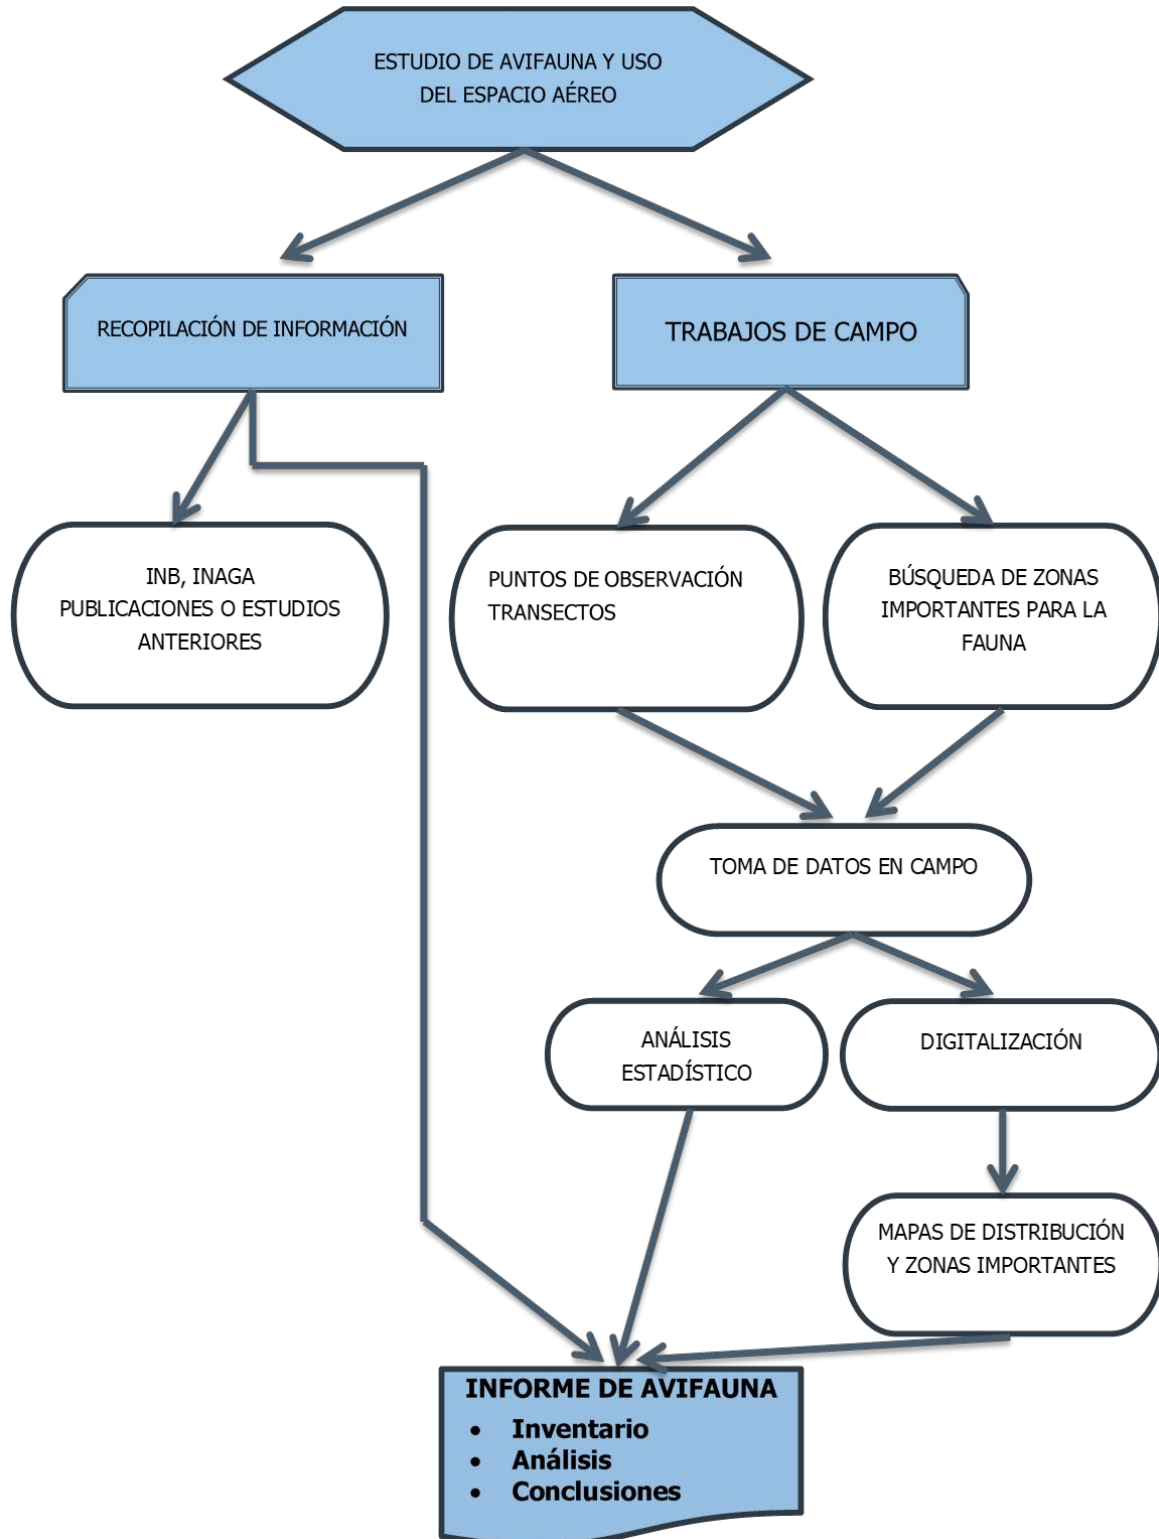 ESTUDIO DE AVIFAUNA Y USO
DEL ESPACIO AÉREO
RECOPILACIÓN DE INFORMACIÓN
TRABAJOS DE CAMPO
INB, INAGA
PUBLICACIONES O ESTUDIOS
ANTERIORES
PUNTOS DE OBSERVACIÓN
TRANSECTOS
BÚSQUEDA DE ZONAS
IMPORTANTES PARA LA
FAUNA
TOMA DE DATOS EN CAMPO
ANÁLISIS
ESTADÍSTICO
DIGITALIZACIÓN
MAPAS DE DISTRIBUCIÓN
Y ZONAS IMPORTANTES
INFORME DE AVIFAUNA
• Inventario
• Análisis
• Conclusiones